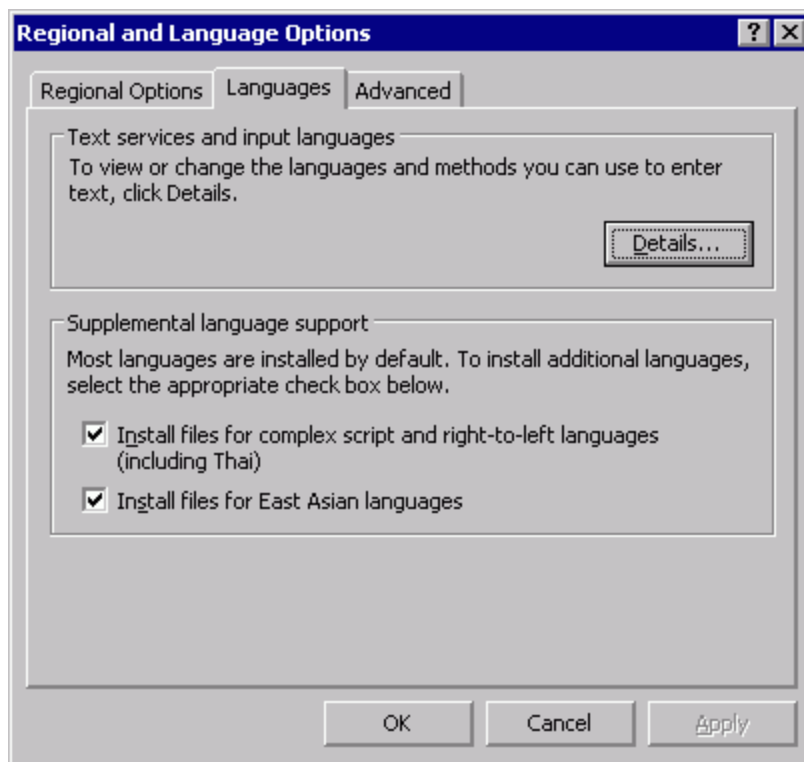 Regional and Language Options
Regional Options Languages Advanced
Text services and input languages
To view or change the languages and methods you can use to enter
text, click Details.
Details...
Supplemental language support
Most languages are installed by default. To install additional languages,
select the appropriate check box below.
Install files for complex script and right-to-left languages
(including Thai)
Install files for East Asian languages
OK Cancel Apply